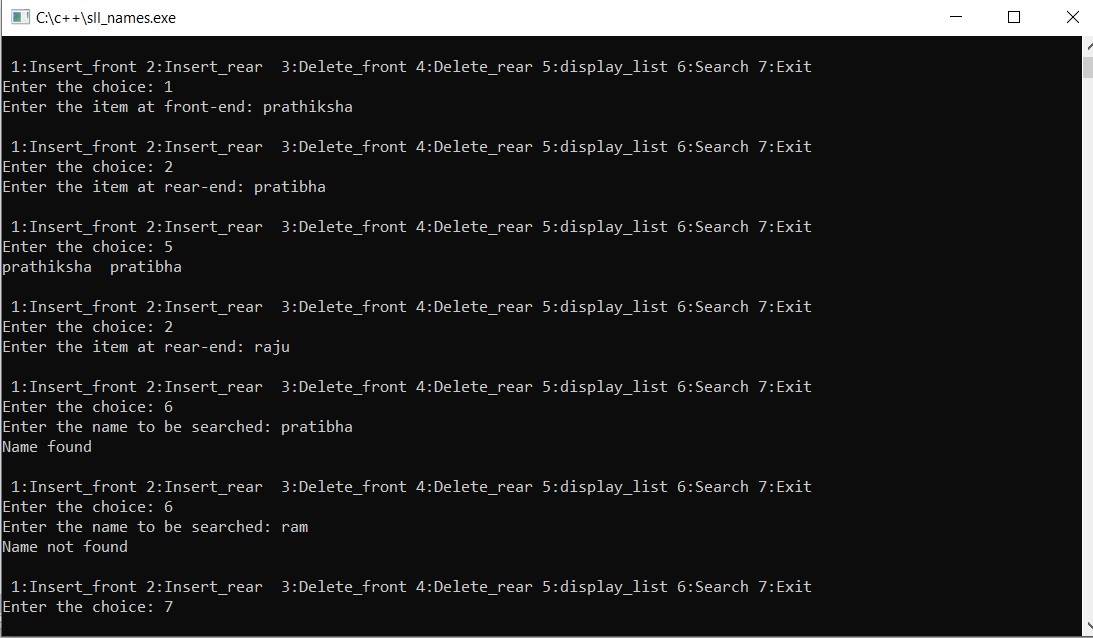 C:\c++\sll_names.exe
1:Insert_front 2:Insert_rear  3:Delete_front 4:Delete_rear 5:display_list 6:Search 7:Exit
Enter the choice: 1
Enter the item at front-end: prathiksha
1:Insert_front 2:Insert_rear  3:Delete_front 4:Delete_rear 5:display_list 6:Search 7:Exit
Enter the choice: 2
Enter the item at rear-end: pratibha
1:Insert_front 2:Insert_rear  3:Delete_front 4:Delete_rear 5:display_list 6:Search 7:Exit
Enter the choice: 5
prathiksha  pratibha
1:Insert_front 2:Insert_rear  3:Delete_front 4:Delete_rear 5:display_list 6:Search 7:Exit
Enter the choice: 2
Enter the item at rear-end: raju
1:Insert_front 2:Insert_rear  3:Delete_front 4:Delete_rear 5:display_list 6:Search 7:Exit
Enter the choice: 6
Enter the name to be searched: pratibha
Name found
1:Insert_front 2:Insert_rear  3:Delete_front 4:Delete_rear 5:display_list 6:Search 7:Exit
Enter the choice: 6
Enter the name to be searched: ram
Name not found
1:Insert_front 2:Insert_rear  3:Delete_front 4:Delete_rear 5:display_list 6:Search 7:Exit
Enter the choice: 7